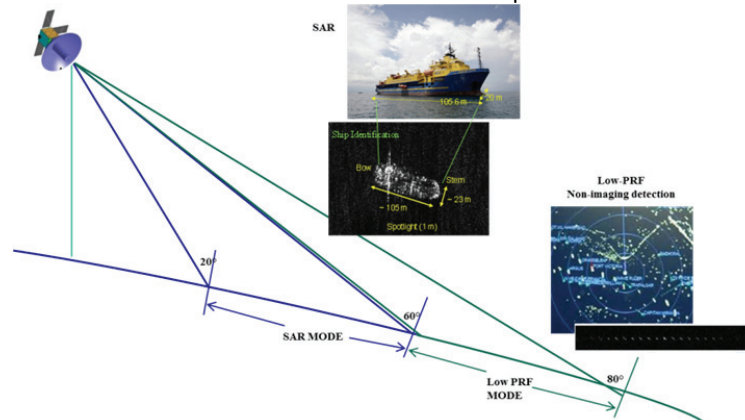 SAR
105.6 m
20 m
Ship Identification
Bow
Stern
~ 105 m
~ 23 m
Spotlight (1 m)
Low-PRF
Non-imaging detection
20°
SAR MODE
60°
Low PRF
MODE
80°